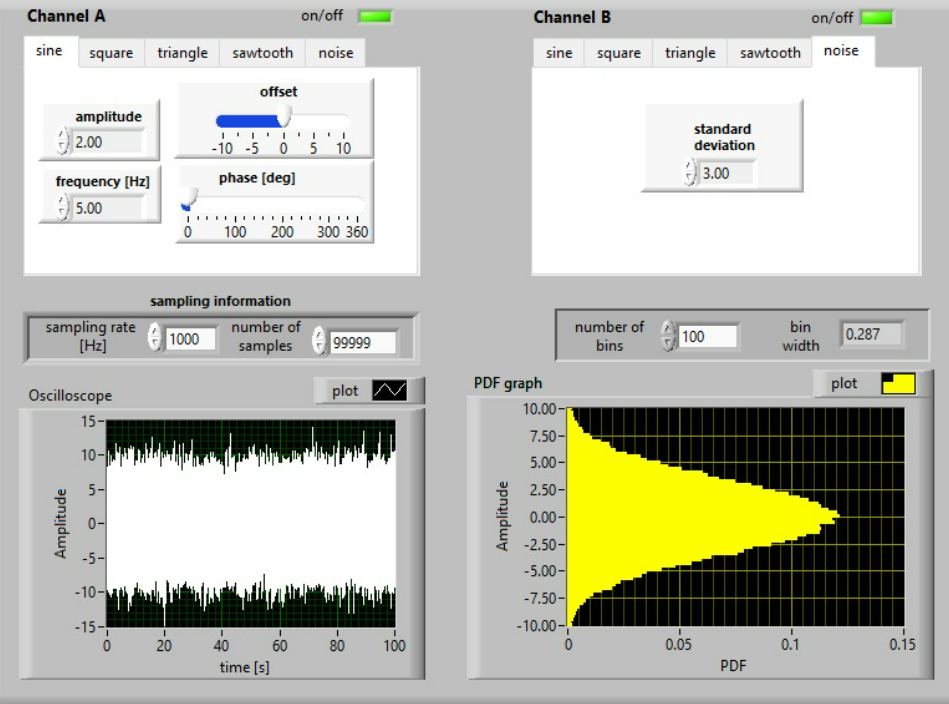 Channel A
on/off
sine square triangle sawtooth noise
amplitude
2.00
frequency [Hz]
5.00
offset
-10 -5 0 5 10
phase [deg]
0 100 200 300 360
Channel B
on/off
sine square triangle sawtooth noise
standard
deviation
3.00
sampling information
sampling rate
[Hz]
1000
number of
samples
99999
number of
bins
100
bin
width
0.287
Oscilloscope
plot
15
10
5
0
-5
-10
-15
Amplitude
0 20 40 60 80 100
time [s]
PDF graph
plot
10.00
7.50
5.00
2.50
0.00
-2.50
-5.00
-7.50
-10.00
Amplitude
0 0.05 0.1 0.15
PDF